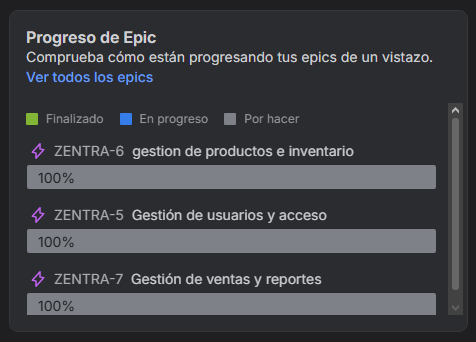 Progreso de Epic
Comprueba cómo están progresando tus epics de un vistazo.
Ver todos los epics
Finalizado En progreso Por hacer
ZENTRA-6 gestion de productos e inventario
100%
ZENTRA-5 Gestión de usuarios y acceso
100%
ZENTRA-7 Gestión de ventas y reportes
100%